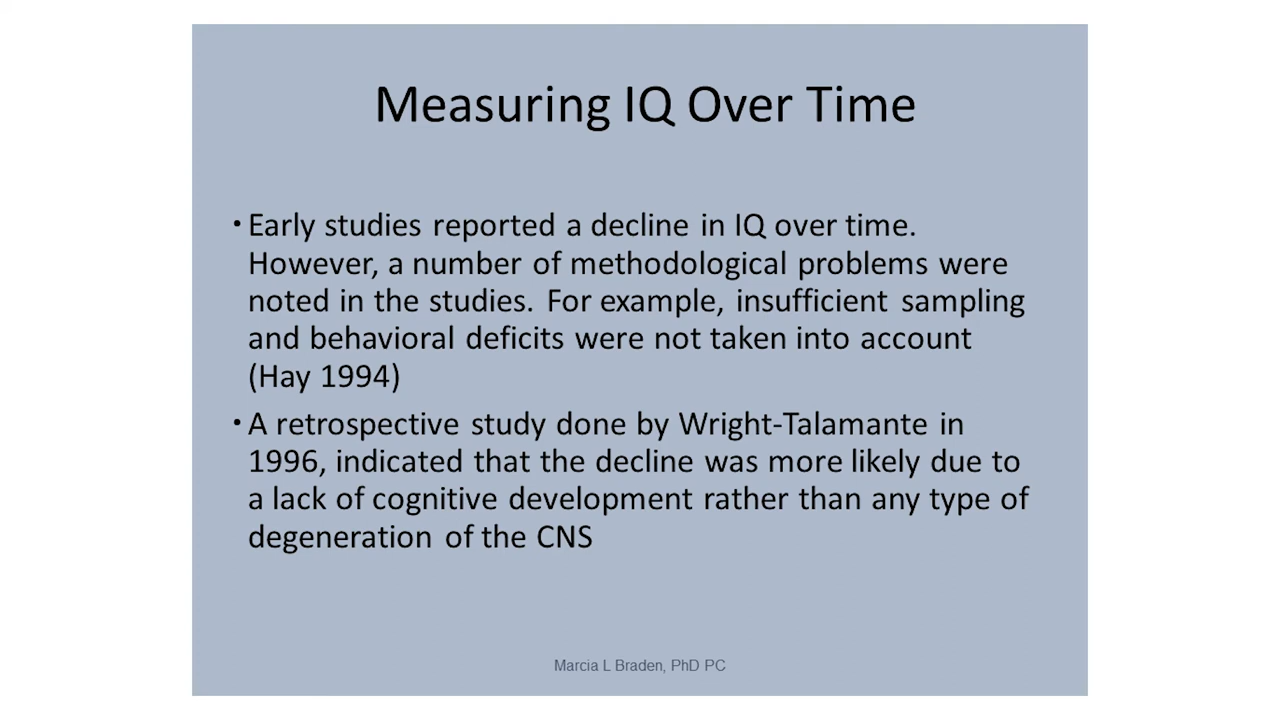 Measuring IQ Over Time
• Early studies reported a decline in IQ over time.
However, a number of methodological problems were
noted in the studies. For example, insufficient sampling
and behavioral deficits were not taken into account
(Hay 1994)
• A retrospective study done by Wright-Talamante in
1996, indicated that the decline was more likely due to
a lack of cognitive development rather than any type of
degeneration of the CNS
Marcia L Braden, PhD PC